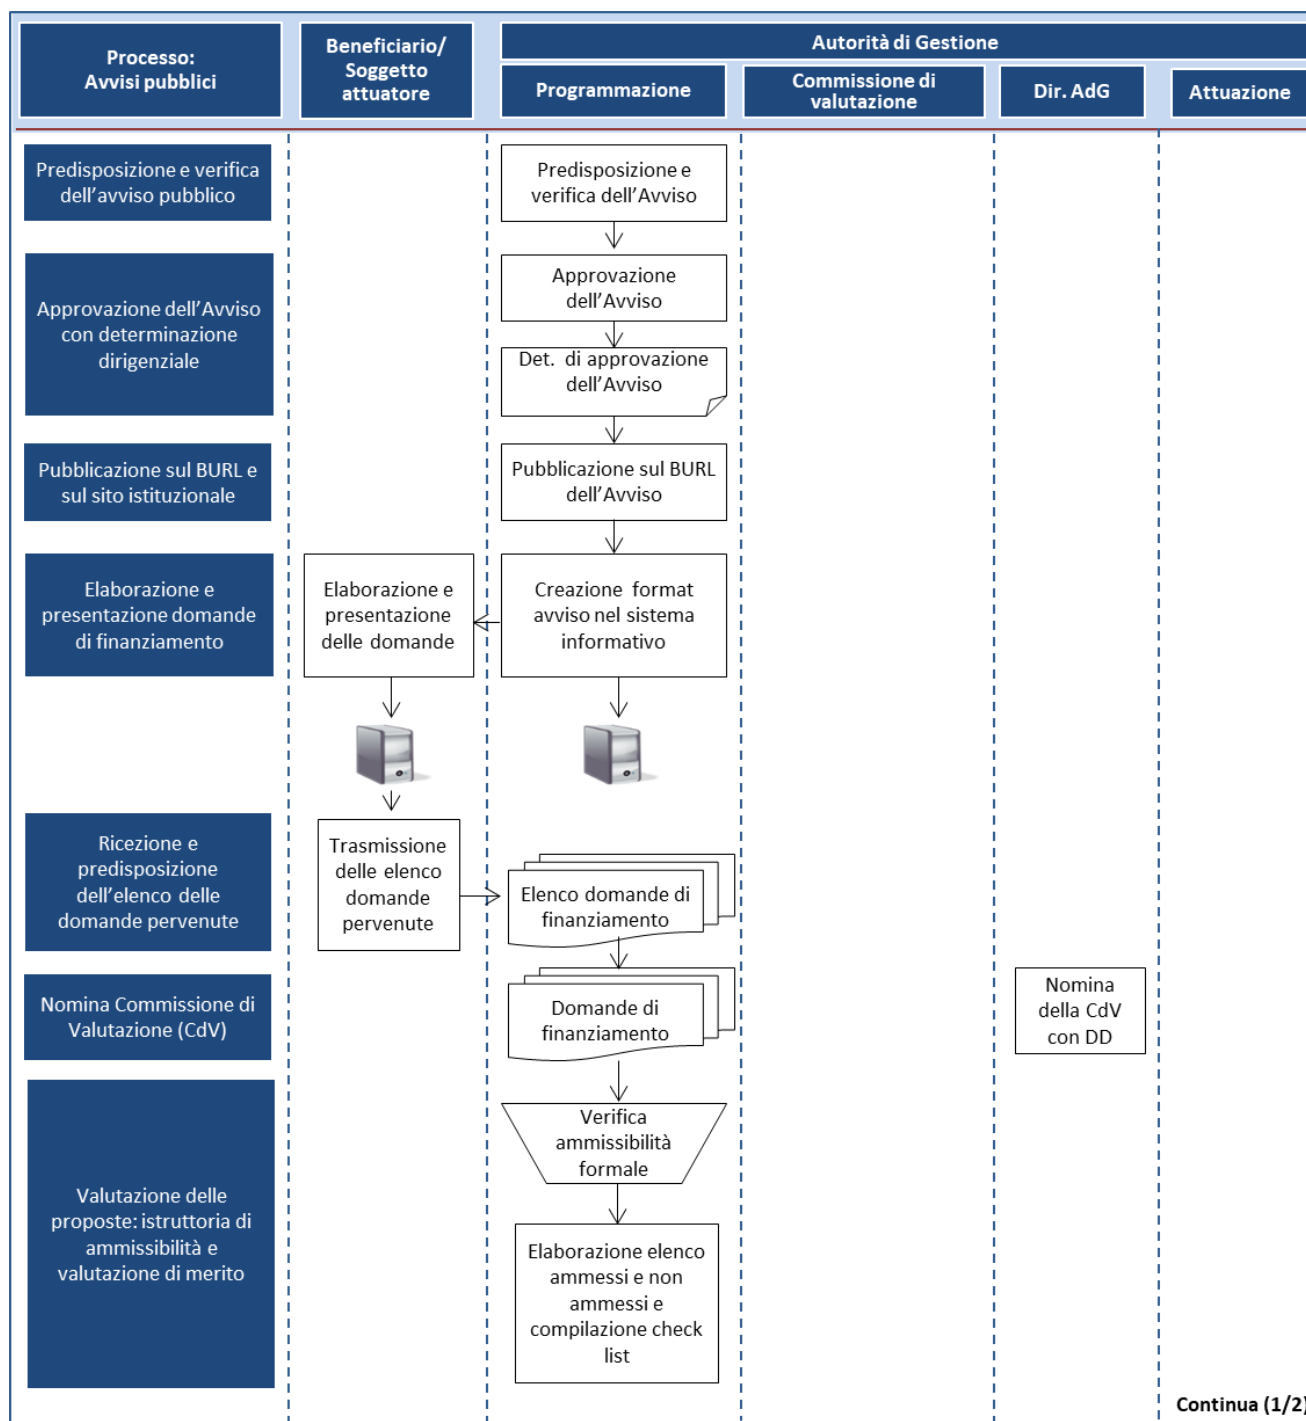 Processo:
Avvisi pubblici
Beneficiario/
Soggetto
attuatore
Autorità di Gestione
Programmazione
Commissione di
valutazione
Dir. AdG
Attuazione
Predisposizione e verifica
dell'avviso pubblico
Predisposizione e
verifica dell'Avviso
Approvazione dell'Avviso
con determinazione
dirigenziale
Approvazione
dell'Avviso
Det. di approvazione
dell'Avviso
Pubblicazione sul BURL e
sul sito istituzionale
Pubblicazione sul BURL
dell'Avviso
Elaborazione e
presentazione domande
di finanziamento
Elaborazione e
presentazione
delle domande
Creazione format
avviso nel sistema
informativo
Ricezione e
predisposizione
dell'elenco delle
domande pervenute
Trasmissione
delle elenco
domande
pervenute
Elenco domande di
finanziamento
Nomina Commissione di
Valutazione (CdV)
Domande di
finanziamento
Nomina
della CdV
con DD
Valutazione delle
proposte: istruttoria di
ammissibilità e
valutazione di merito
Verifica
ammissibilità
formale
Elaborazione elenco
ammessi e non
ammessi e
compilazione check
list
Continua (1/2)